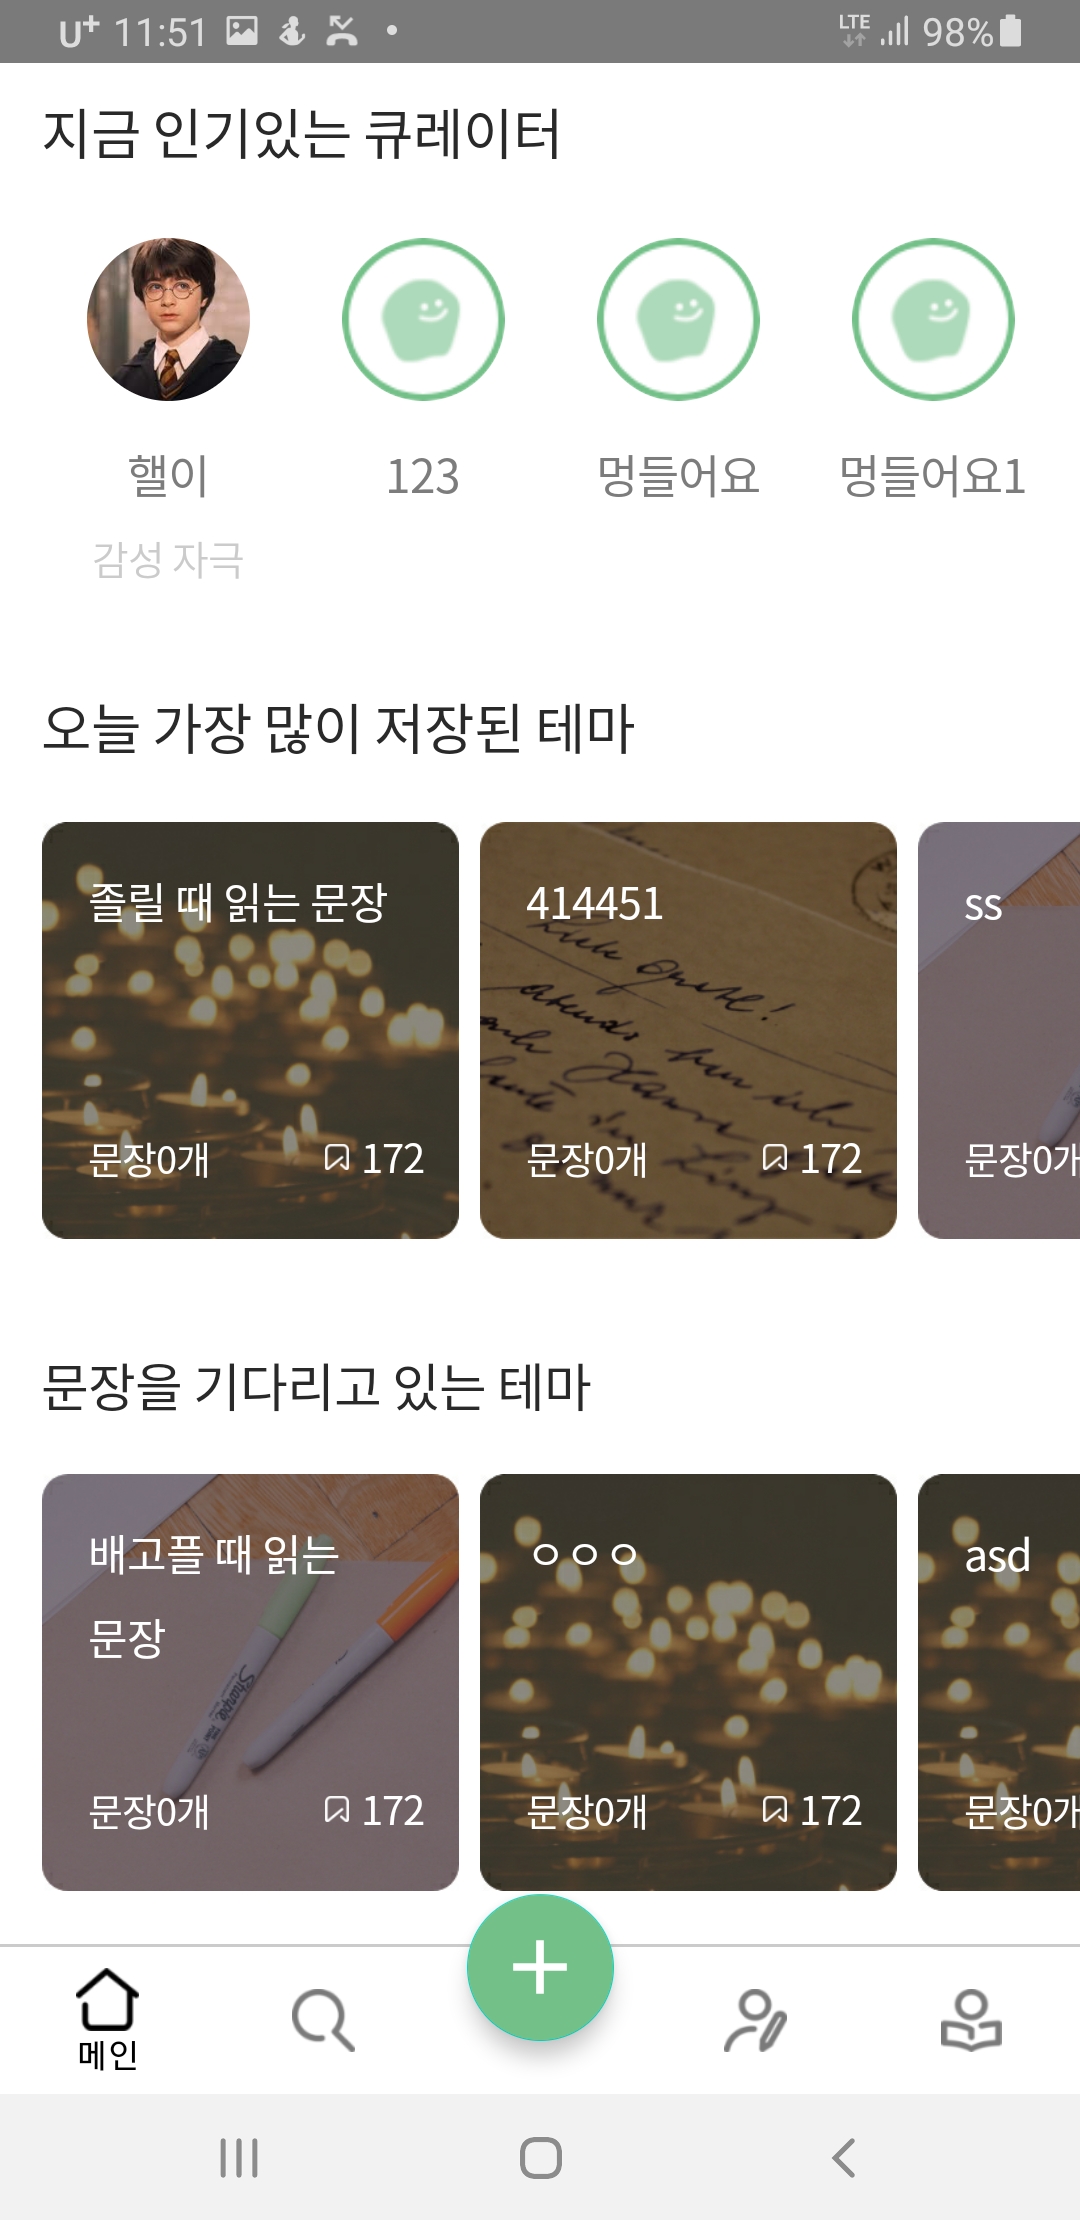 U+ 11:51 LTE 98%
지금 인기있는 큐레이터
햴이 123 멍들어요 멍들어요1
감성 자극
오늘 가장 많이 저장된 테마
졸릴 때 읽는 문장 414451 ss
문장0개 172 문장0개 172 문장0개
문장을 기다리고 있는 테마
배고플 때 읽는 ㅇㅇㅇ asd
문장
문장0개 172 문장0개 172 문장0개
메인